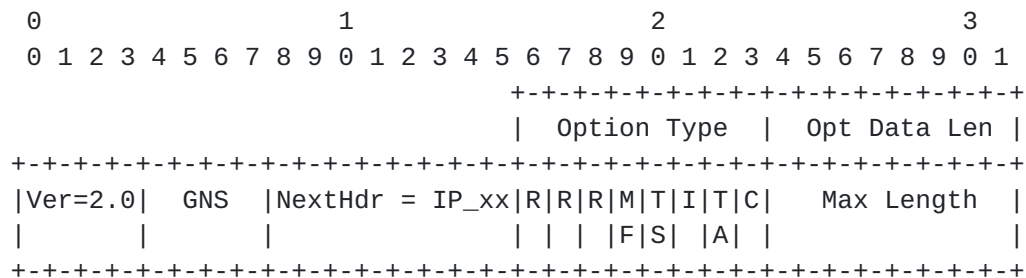 0                   1                   2                   3
 0 1 2 3 4 5 6 7 8 9 0 1 2 3 4 5 6 7 8 9 0 1 2 3 4 5 6 7 8 9 0 1
                                +-+-+-+-+-+-+-+-+-+-+-+-+-+-+-+-+
                                |  Option Type  |  Opt Data Len |
+-+-+-+-+-+-+-+-+-+-+-+-+-+-+-+-+-+-+-+-+-+-+-+-+-+-+-+-+-+-+-+-+
|Ver=2.0|  GNS  |NextHdr = IP_xx|R|R|R|M|T|I|T|C|   Max Length  |
|       |       |               | | | |F|S| |A| |               |
+-+-+-+-+-+-+-+-+-+-+-+-+-+-+-+-+-+-+-+-+-+-+-+-+-+-+-+-+-+-+-+-+